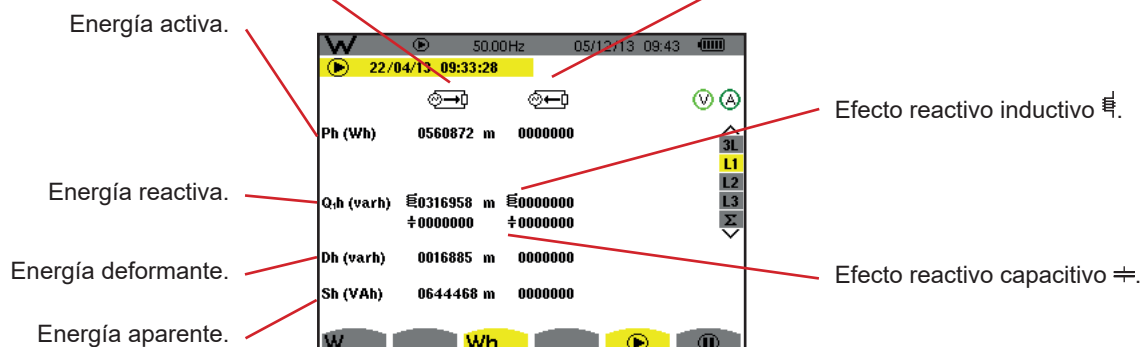 Energía activa.
W 50.00Hz 05/12/13 09:43
22/04/13 09:33:28
V A
Efecto reactivo inductivo.
Ph (Wh) 0560872 m 0000000
3L
L1
L2
L3
Σ
Energía reactiva.
Q₁h (varh) 0316958 m 0000000
0000000 0000000
Energía deformante.
Dh (varh) 0016885 m 0000000
Efecto reactivo capacitivo.
Sh (VAh) 0644468 m 0000000
Energía aparente.
W Wh